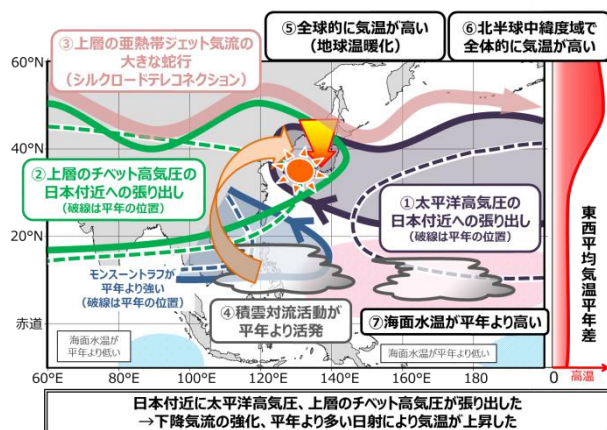 ③上層の亜熱帯ジェット気流の
大きな蛇行
(シルクロードテレコネクション)
⑤全球的に気温が高い
(地球温暖化)
⑥北半球中緯度域で
全体的に気温が高い
60°N
40°N
20°N
赤道
②上層のチベット高気圧の
日本付近への張り出し
(破線は平年の位置)
①太平洋高気圧の
日本付近への張り出し
(破線は平年の位置)
モンスーントラフが
平年より強い
(破線は平年の位置)
④積雲対流活動が
平年より活発
⑦海面水温が平年より高い
海面水温が
平年より低い
海面水温が平年より低い
60E
80E
100E
120E
140E
160E
180
0
高温
東西平均気温平年差
日本付近に太平洋高気圧、上層のチベット高気圧が張り出した
→下降気流の強化、平年より多い日射により気温が上昇した